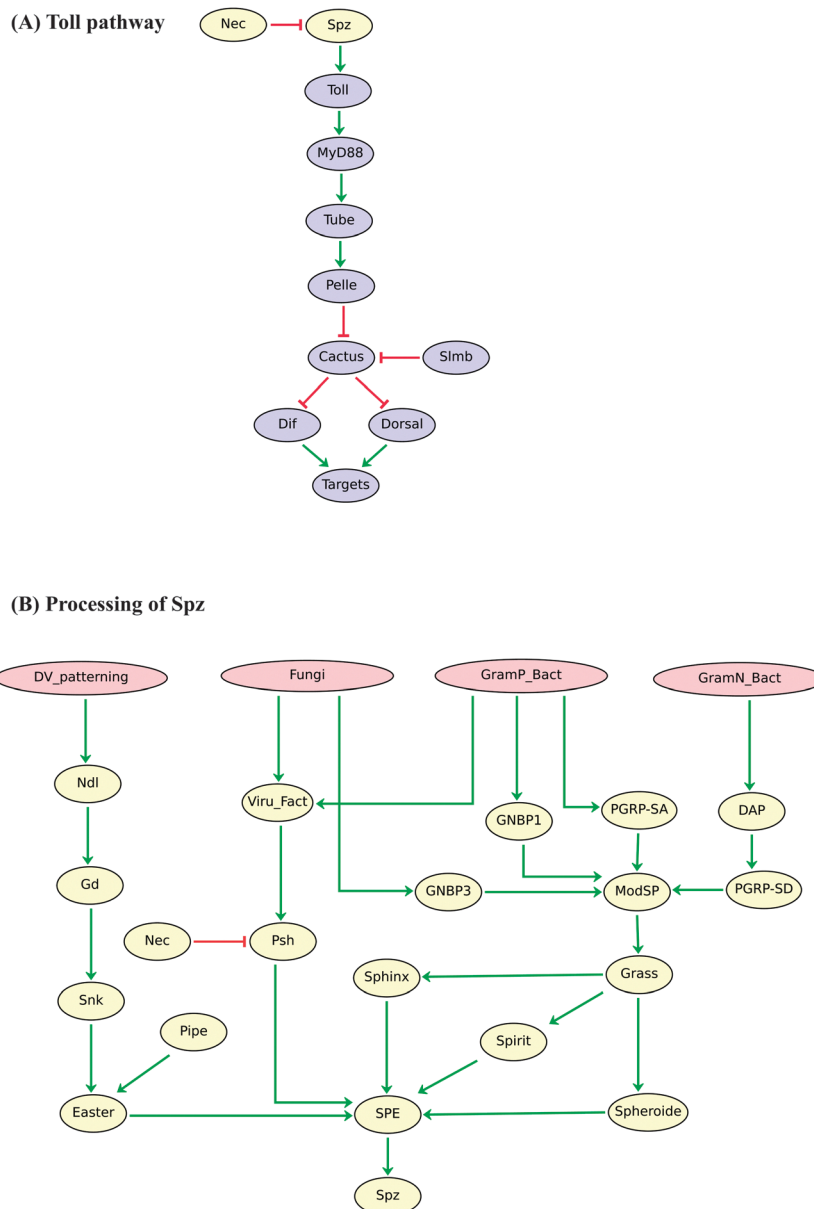 (A) Toll pathway
Nec
Spz
Toll
MyD88
Tube
Pelle
Cactus
Slmb
Dif
Dorsal
Targets
(B) Processing of Spz
DV_patterning
Fungi
GramP_Bact
GramN_Bact
Ndl
Viru_Fact
GNBP1
PGRP-SA
DAP
Gd
GNBP3
ModSP
PGRP-SD
Nec
Psh
Sphinx
Grass
Snk
Pipe
Spirit
Easter
SPE
Spheroide
Spz